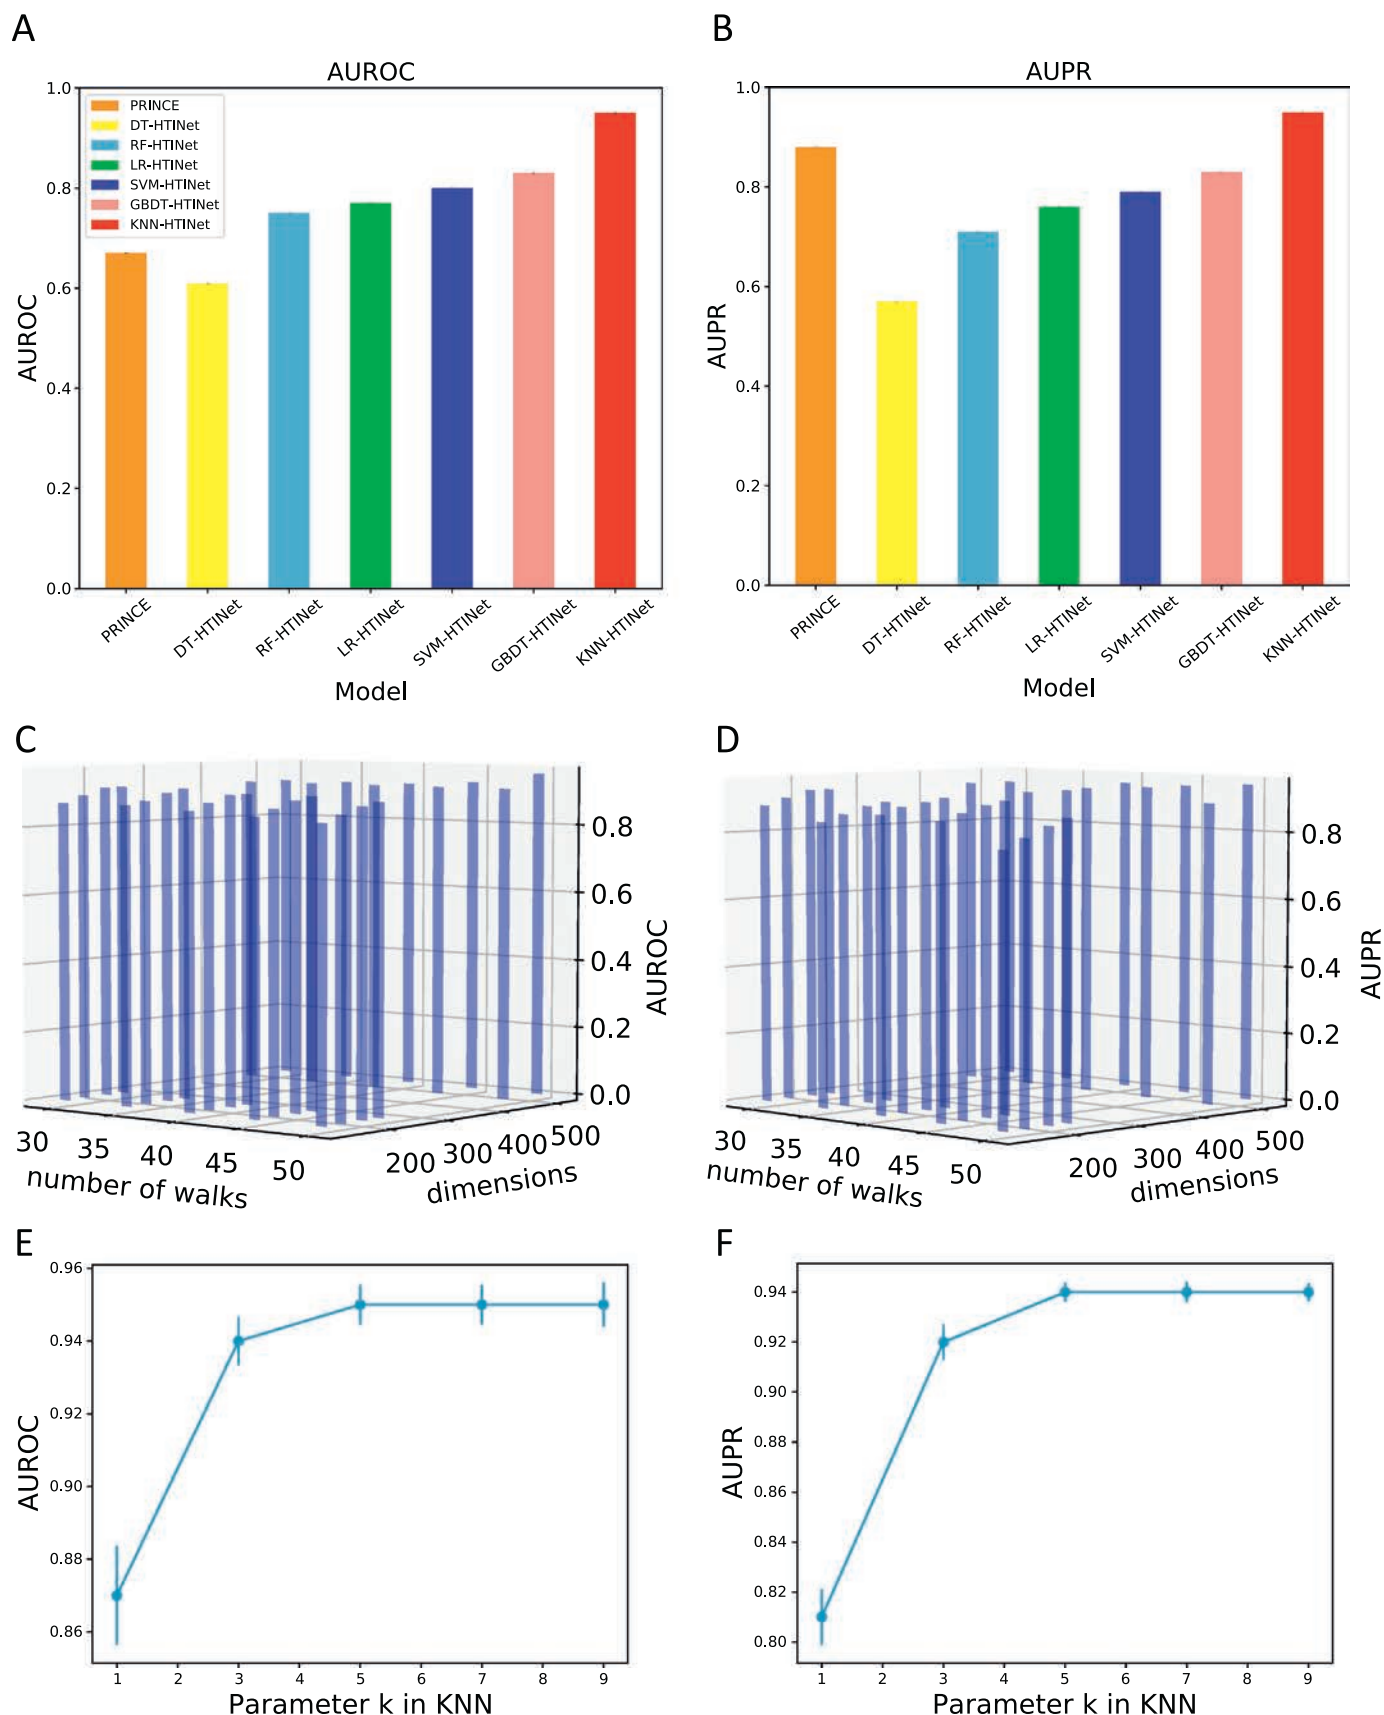 A
AUROC
1.0
0.8
0.6
0.4
0.2
0.0
AUROC
PRINCE
DT-HTINet
RF-HTINet
LR-HTINet
SVM-HTINet
GBDT-HTINet
KNN-HTINet
PRINCE
DT-HTINet
RF-HTINet
LR-HTINet
SVM-HTINet
GBDT-HTINet
KNN-HTINet
Model
B
AUPR
1.0
0.8
0.6
0.4
0.2
0.0
AUPR
PRINCE
DT-HTINet
RF-HTINet
LR-HTINet
SVM-HTINet
GBDT-HTINet
KNN-HTINet
Model
C
0.8
0.6
0.4
0.2
0.0
AUROC
30
35
40
45
50
number of walks
200
300
400
500
dimensions
D
0.8
0.6
0.4
0.2
0.0
AUPR
30
35
40
45
50
number of walks
200
300
400
500
dimensions
E
0.96
0.94
0.92
0.90
0.88
0.86
AUROC
1 2 3 4 5 6 7 8 9
Parameter k in KNN
F
0.94
0.92
0.90
0.88
0.86
0.84
0.82
0.80
AUPR
1 2 3 4 5 6 7 8 9
Parameter k in KNN